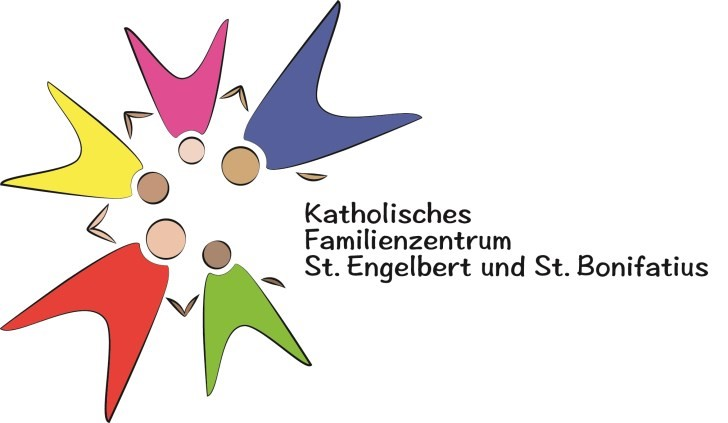 Katholisches
Familienzentrum
St. Engelbert und St. Bonifatius